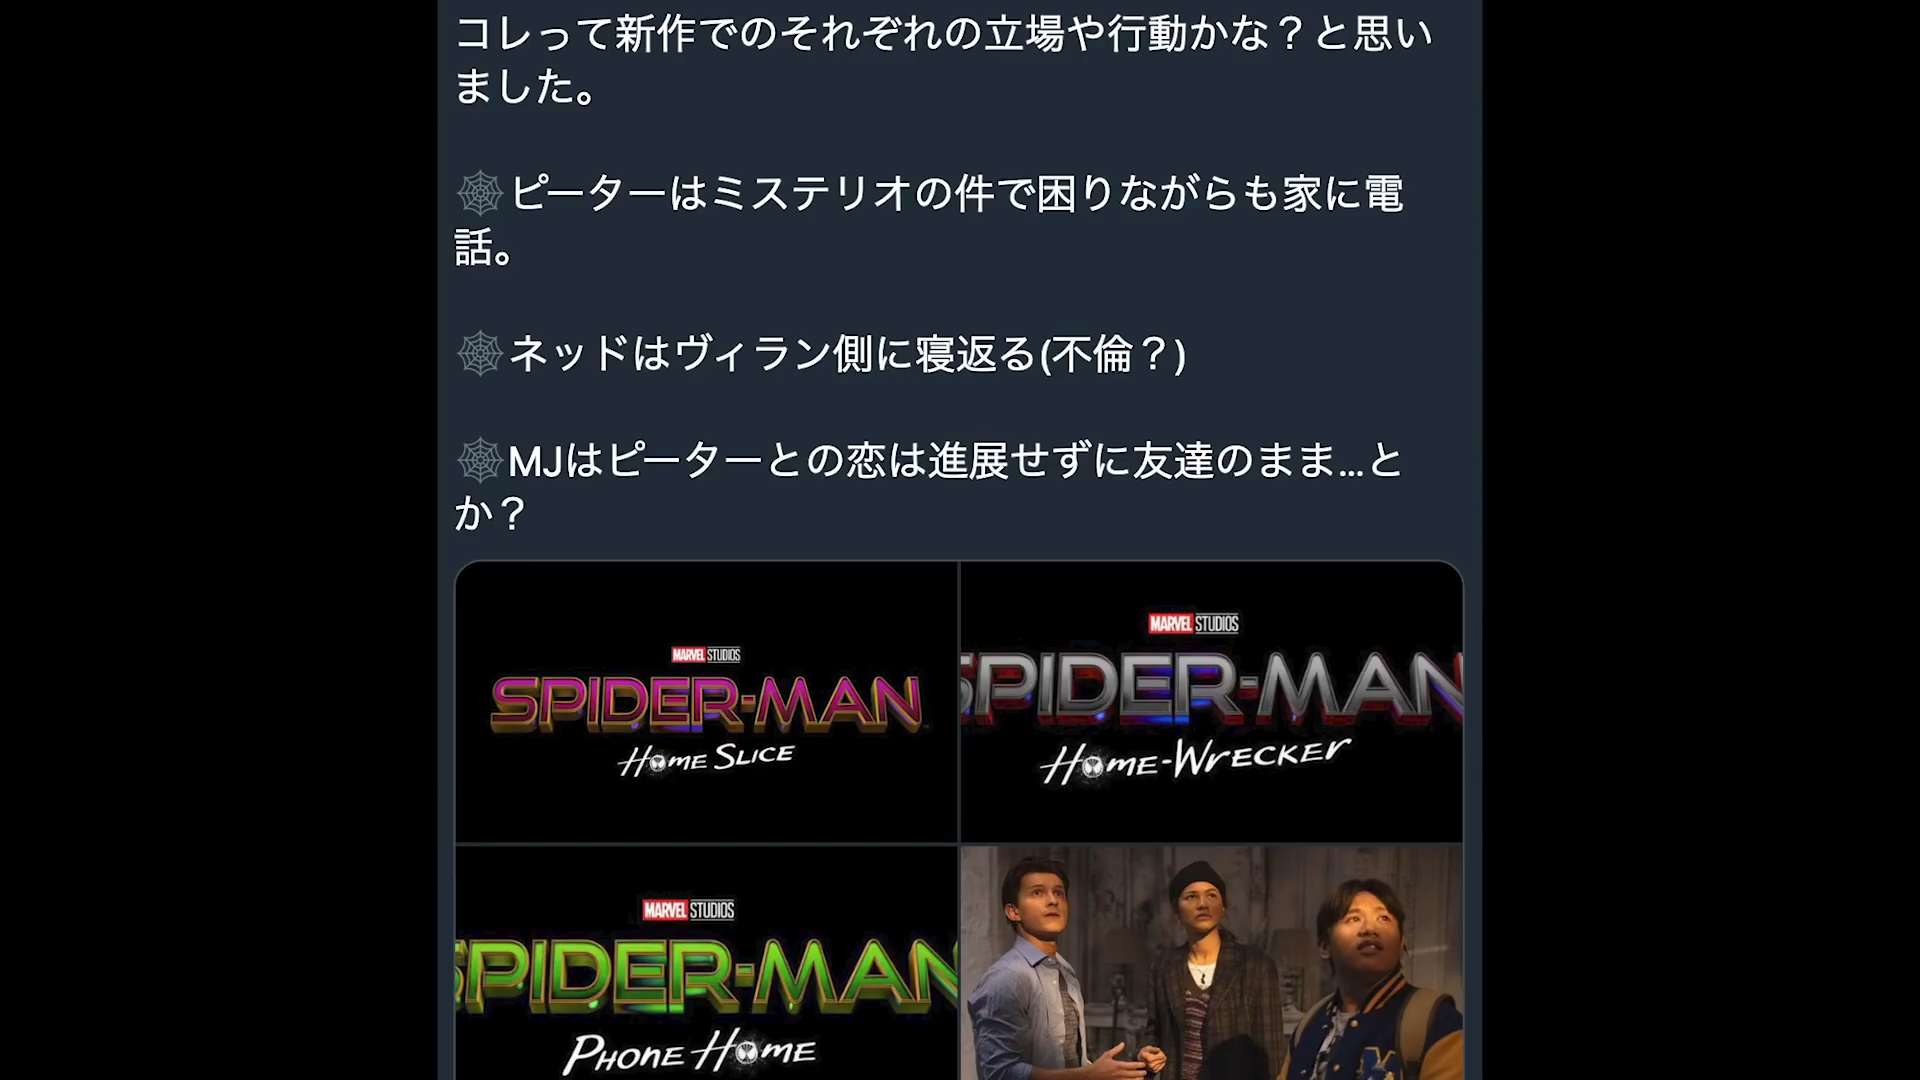 コレって新作でのそれぞれの立場や行動かな？と思い
ました。
🕸ピーターはミステリオの件で困りながらも家に電
話。
🕸ネッドはヴィラン側に寝返る(不倫？)
🕸MJはピーターとの恋は進展せずに友達のまま...と
か？
MARVEL STUDIOS
SPIDER-MAN
HOME SLICE
MARVEL STUDIOS
SPIDER-MAN
HOME-WRECKER
MARVEL STUDIOS
SPIDER-MAN
PHONE HOME